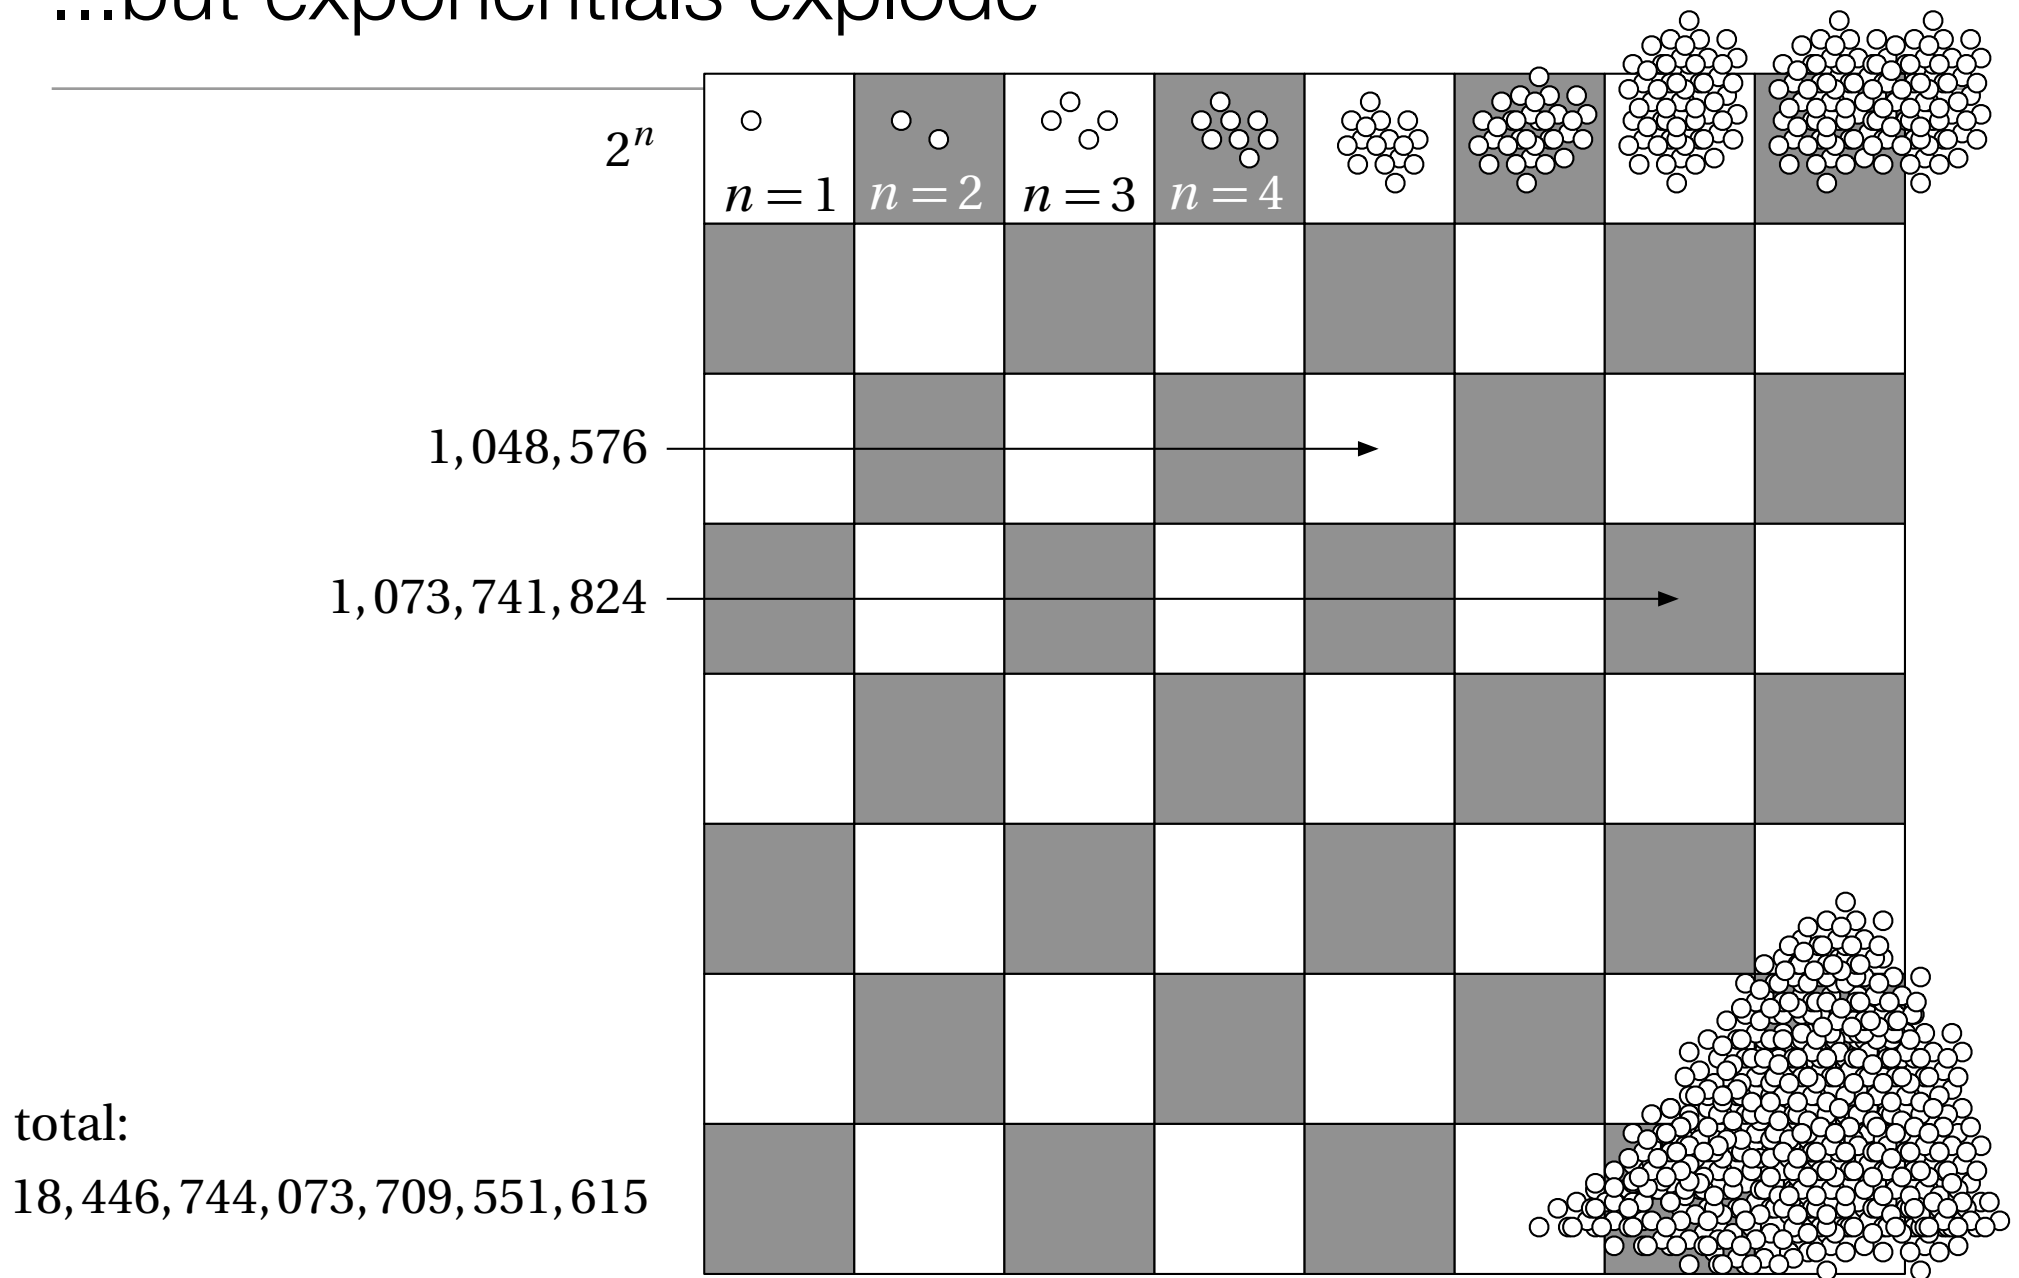 ...but exponentials explode
2ⁿ
n = 1 n = 2 n = 3 n = 4
1,048,576
1,073,741,824
total:
18,446,744,073,709,551,615